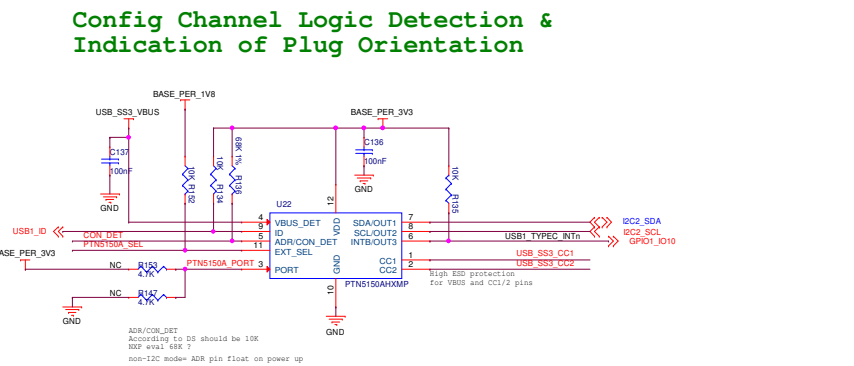 Config Channel Logic Detection &
Indication of Plug Orientation
BASE_PER_1V8
USB_SS3_VBUS
BASE_PER_3V3
C137
100nF
GND
10K
R152
10K
R134
68K 1%
R136
C136
100nF
GND
10K
R135
U22
12
VDD
4
VBUS_DET
9
ID
5
ADR/CON_DET
11
EXT_SEL
3
PORT
SDA/OUT1
7
SCL/OUT2
8
INTB/OUT3
6
CC1
1
CC2
2
GND
10
PTN5150AHXMP
USB1_ID
CON_DET
PTN5150A_SEL
PTN5150A_PORT
I2C2_SDA
I2C2_SCL
USB1_TYPEC_INTn
GPIO1_IO10
USB_SS3_CC1
USB_SS3_CC2
High ESD protection
for VBUS and CC1/2 pins
ASE_PER_3V3
NC
R153
4.7K
NC
R147
4.7K
GND
GND
ADR/CON_DET
According to DS should be 10K
NXP eval 68K ?
non-I2C mode= ADR pin float on power up